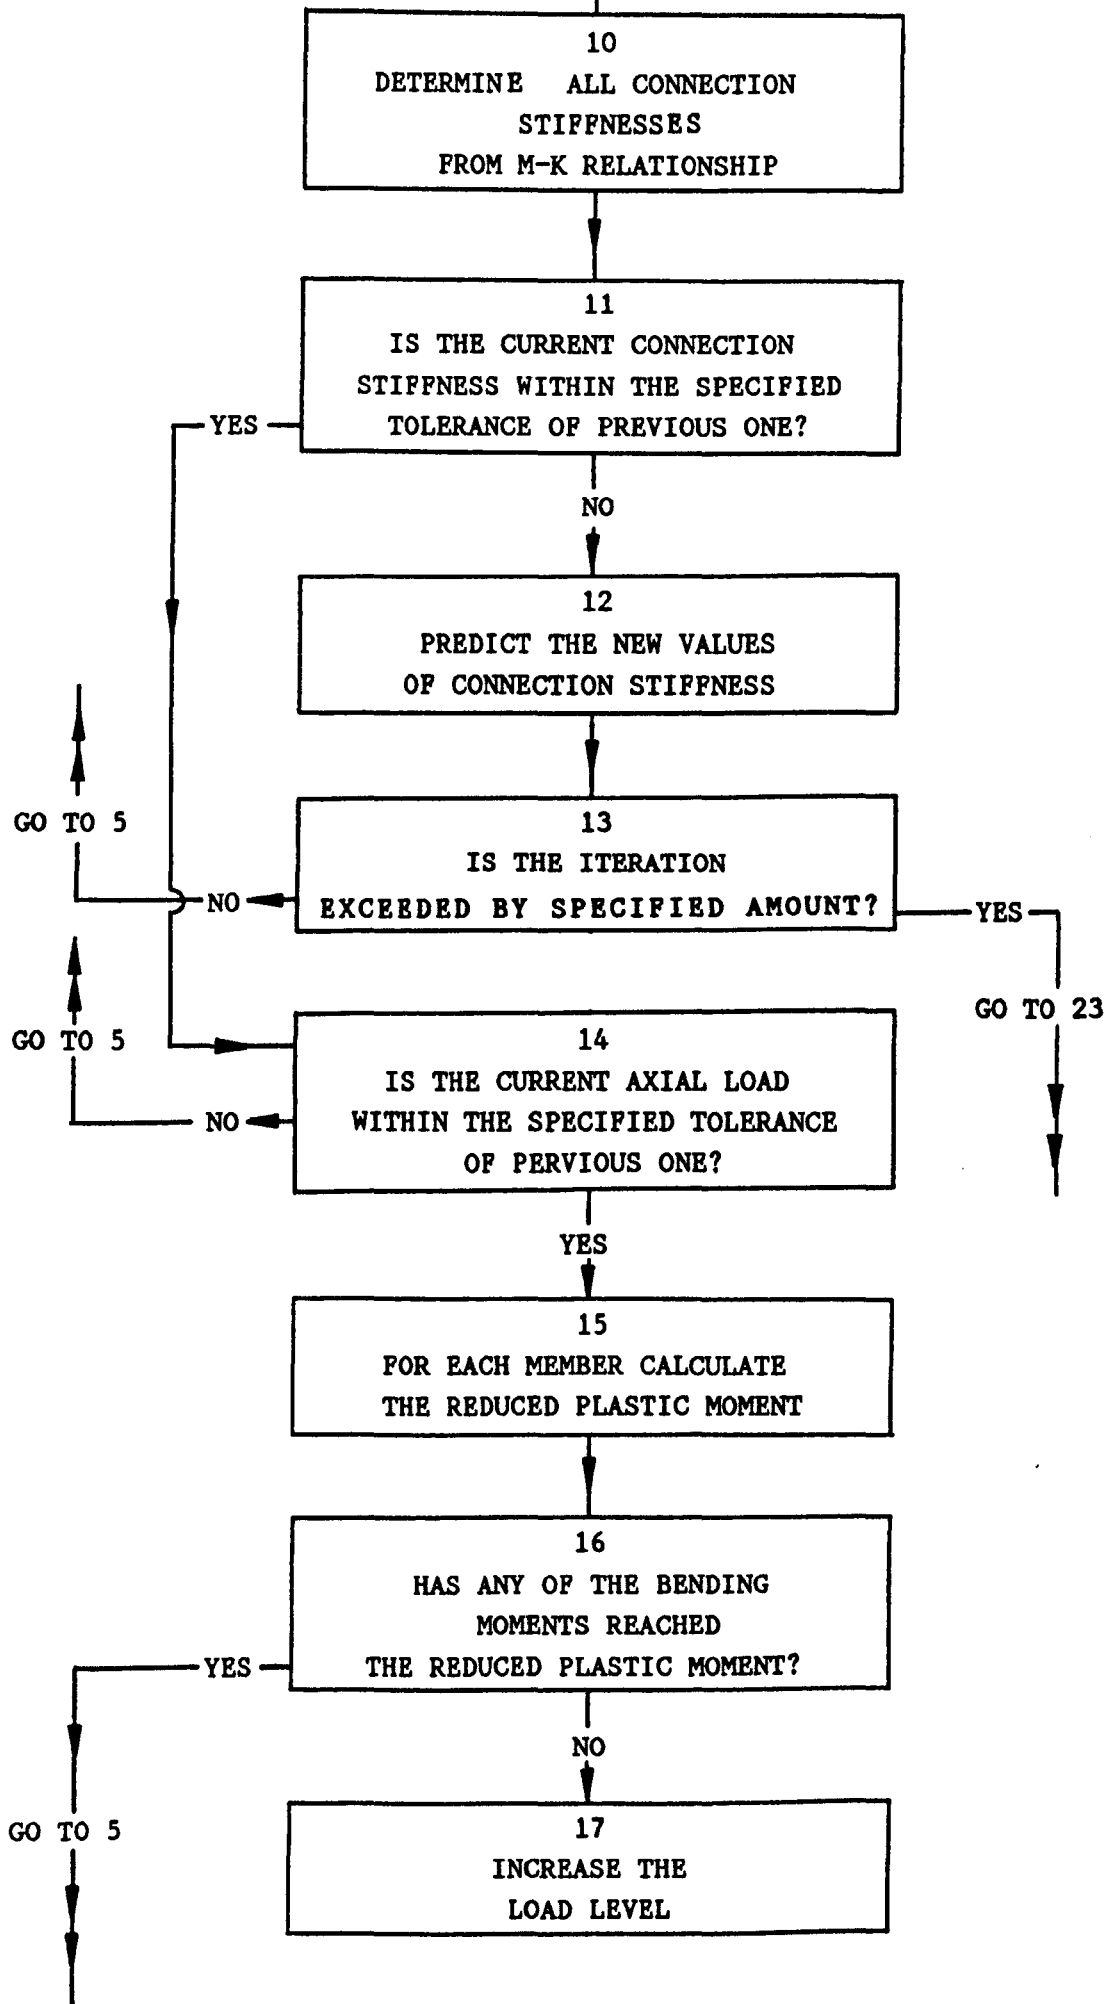 10
DETERMINE ALL CONNECTION
STIFFNESSES
FROM M-K RELATIONSHIP
11
IS THE CURRENT CONNECTION
STIFFNESS WITHIN THE SPECIFIED
TOLERANCE OF PREVIOUS ONE?
YES
NO
12
PREDICT THE NEW VALUES
OF CONNECTION STIFFNESS
GO TO 5
13
IS THE ITERATION
EXCEEDED BY SPECIFIED AMOUNT?
NO
YES
GO TO 23
GO TO 5
14
IS THE CURRENT AXIAL LOAD
WITHIN THE SPECIFIED TOLERANCE
OF PERVIOUS ONE?
NO
YES
15
FOR EACH MEMBER CALCULATE
THE REDUCED PLASTIC MOMENT
16
HAS ANY OF THE BENDING
MOMENTS REACHED
THE REDUCED PLASTIC MOMENT?
YES
NO
GO TO 5
17
INCREASE THE
LOAD LEVEL